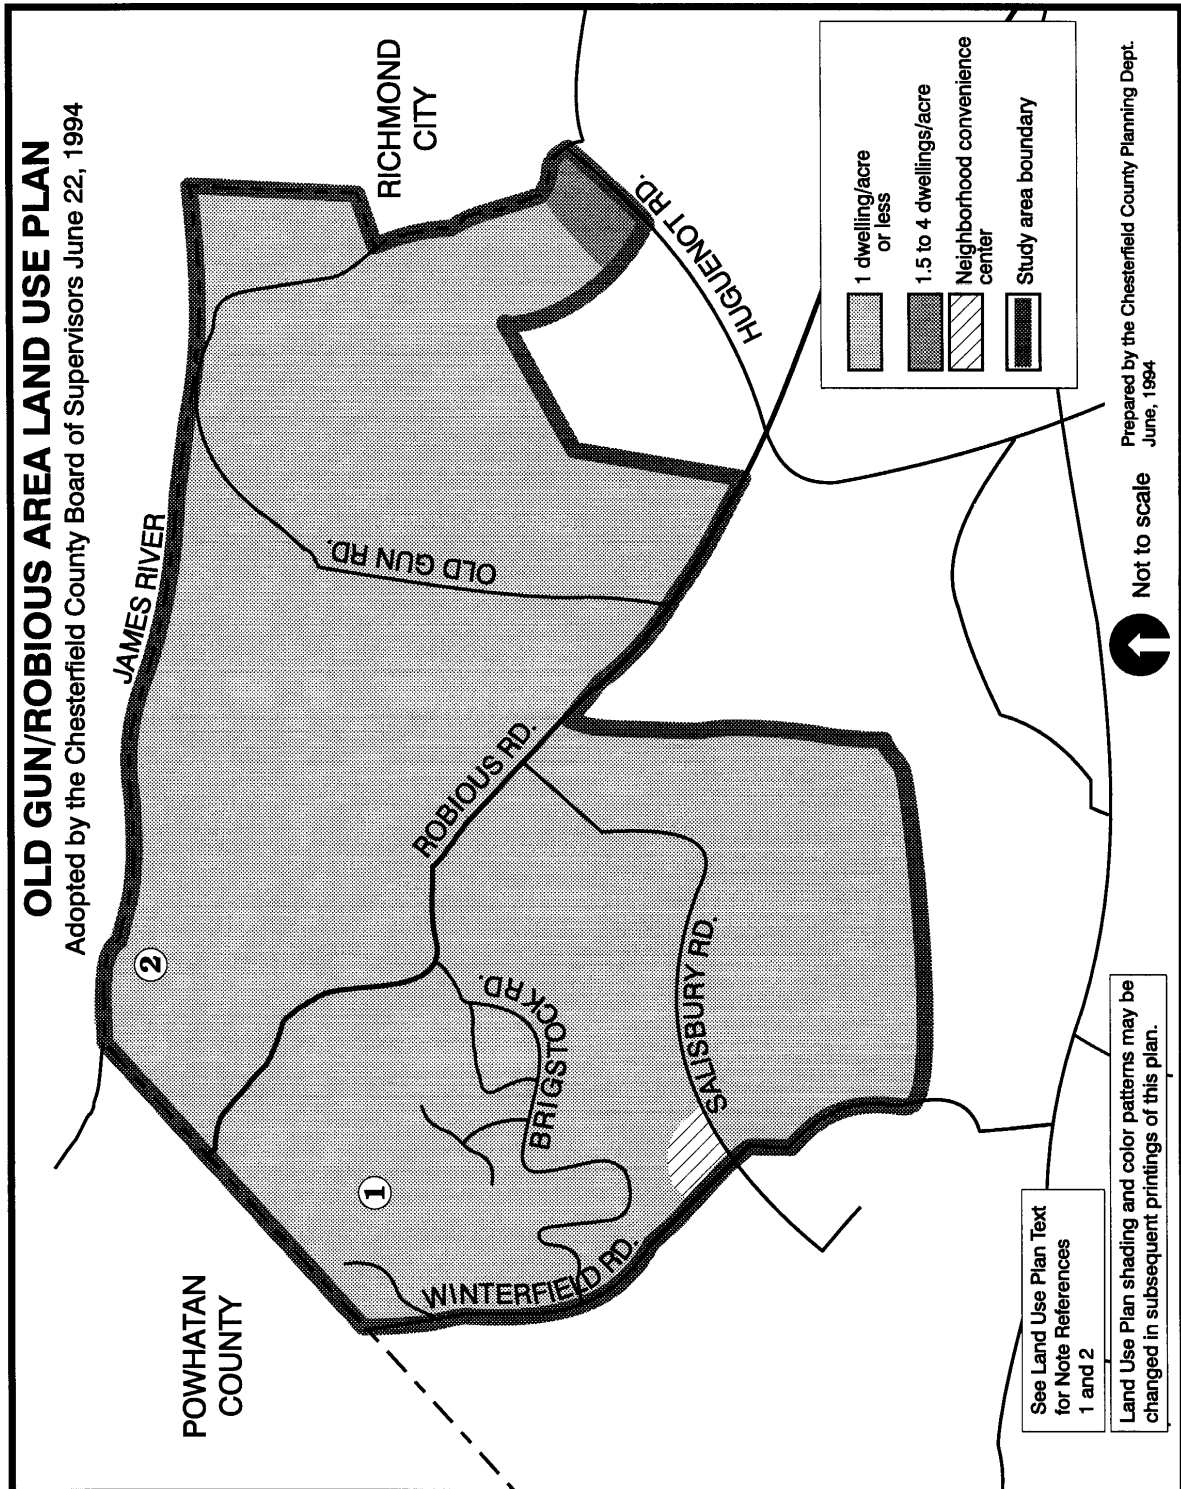 OLD GUN/ROBIOUS AREA LAND USE PLAN
Adopted by the Chesterfield County Board of Supervisors June 22, 1994
POWHATAN
COUNTY
JAMES RIVER
RICHMOND
CITY
2
1
OLD GUN RD.
ROBIOUS RD.
HUGUENOT RD.
BRIGSTOCK RD.
WINTERFIELD RD.
SALISBURY RD.
1 dwelling/acre
or less
1.5 to 4 dwellings/acre
Neighborhood convenience
center
Study area boundary
See Land Use Plan Text
for Note References
1 and 2
Land Use Plan shading and color patterns may be
changed in subsequent printings of this plan.
Not to scale
Prepared by the Chesterfield County Planning Dept.
June, 1994